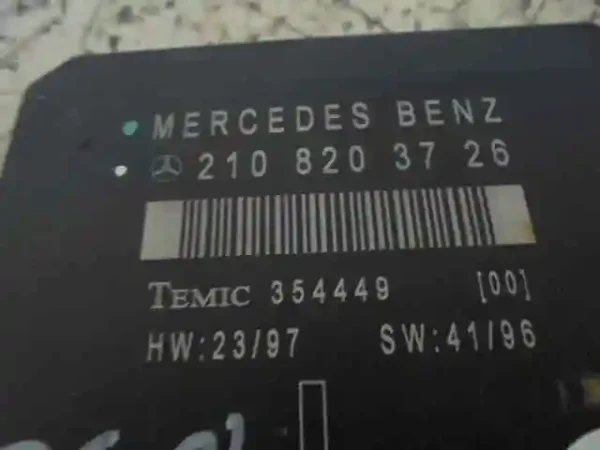 MERCEDES BENZ
210 820 37 26
TEMIC 354449 [00]
HW:23/97 SW:41/96